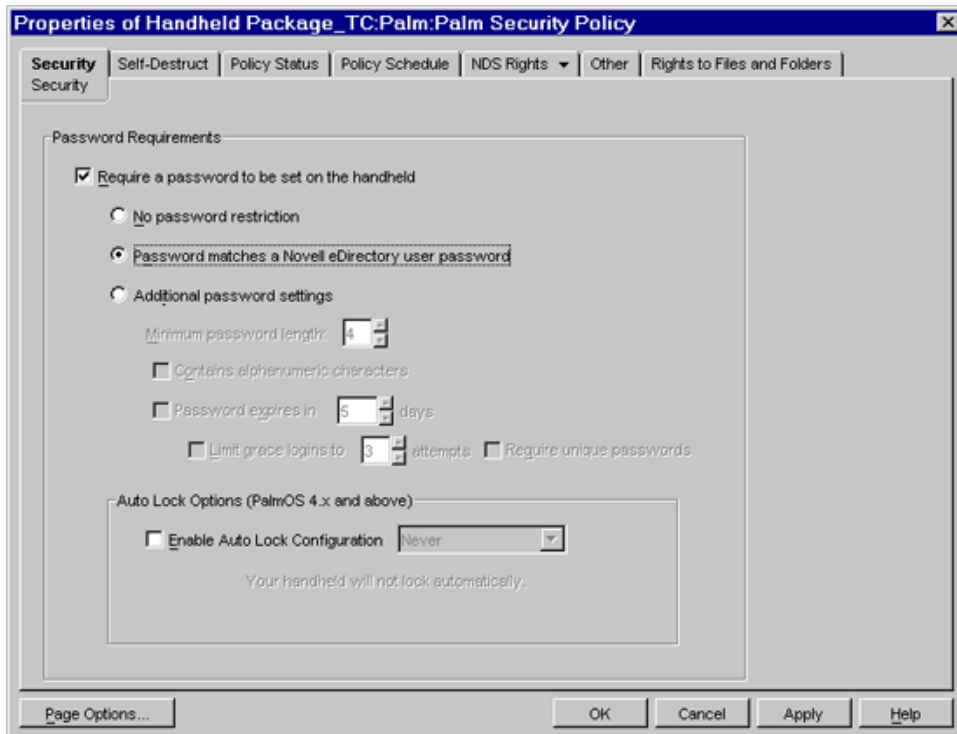 Properties of Handheld Package_TC:Palm:Palm Security Policy
Security Self-Destruct Policy Status Policy Schedule NDS Rights Other Rights to Files and Folders
Security
Password Requirements
Require a password to be set on the handheld
No password restriction
Password matches a Novell eDirectory user password
Additional password settings
Minimum password length: 4
Contains alphanumeric characters
Password expires in 5 days
Limit grace logins to 3 attempts Require unique passwords
Auto Lock Options (PalmOS 4.x and above)
Enable Auto Lock Configuration Never
Your handheld will not lock automatically.
Page Options... OK Cancel Apply Help